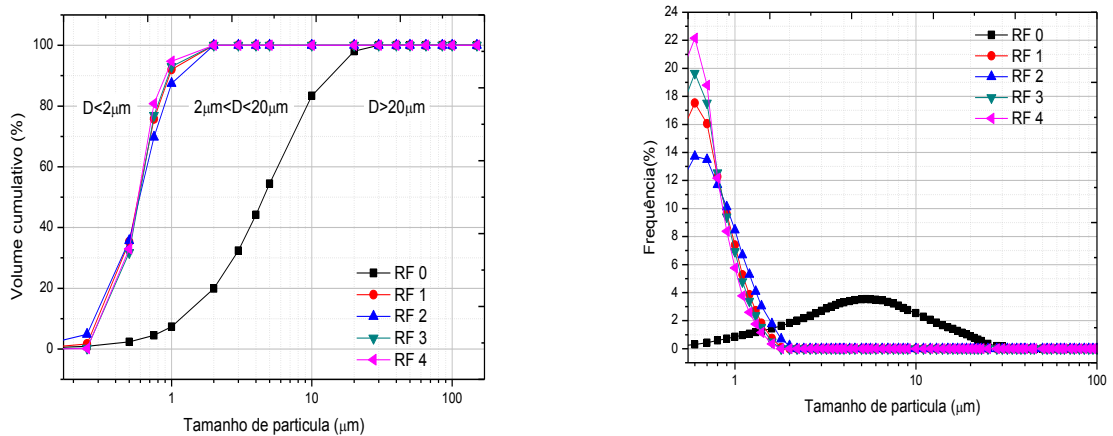 Volume cumulativo (%)
100
80
60
40
20
0
D<2μm
2μm<D<20μm
D>20μm
RF 0
RF 1
RF 2
RF 3
RF 4
1
10
100
Tamanho de particula (μm)
Frequência(%)
24
22
20
18
16
14
12
10
8
6
4
2
0
RF 0
RF 1
RF 2
RF 3
RF 4
1
10
100
Tamanho de particula (μm)